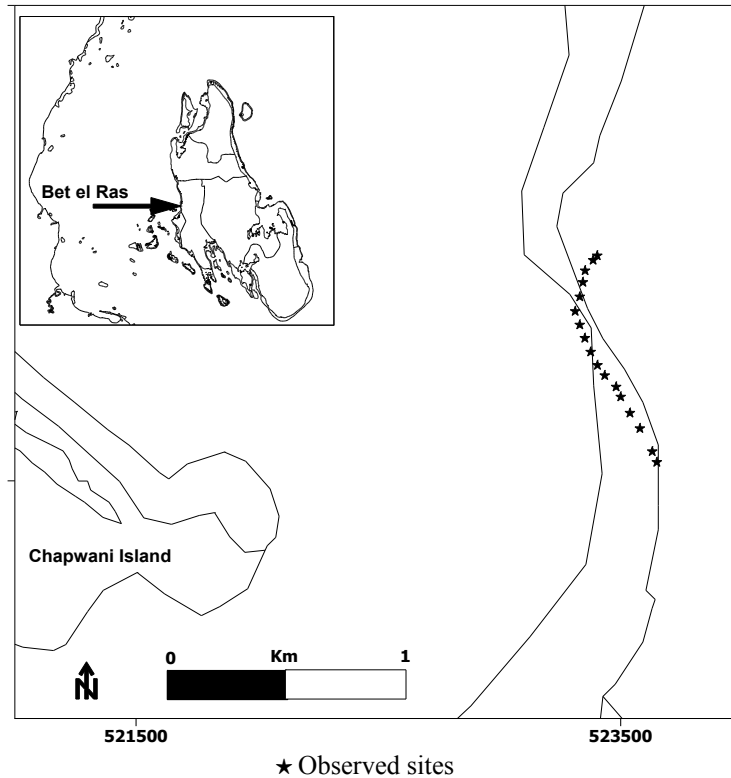 Bet el Ras
Chapwani Island
0 Km 1
N
521500 523500
★ Observed sites